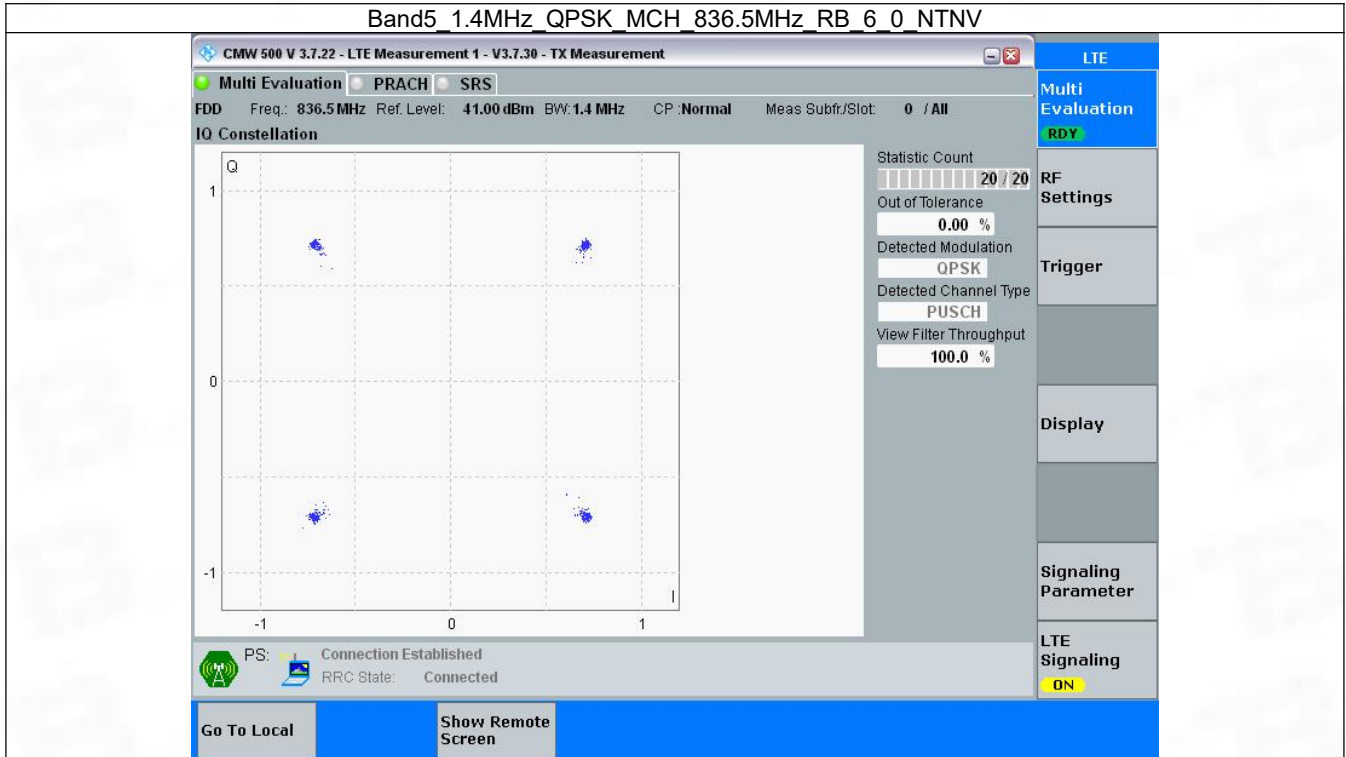 Band5_1.4MHz_QPSK_MCH_836.5MHz_RB_6_0_NTNV
CMW 500 V 3.7.22 - LTE Measurement 1 - V3.7.30 - TX Measurement
LTE
Multi Evaluation PRACH SRS
FDD Freq.: 836.5 MHz Ref. Level: 41.00 dBm BW: 1.4 MHz CP :Normal Meas Subfr./Slot: 0 / All
IQ Constellation
Q
1
0
-1
-1 0 1
I
Statistic Count
20 / 20
Out of Tolerance
0.00 %
Detected Modulation
QPSK
Detected Channel Type
PUSCH
View Filter Throughput
100.0 %
Multi
Evaluation
RDY
RF
Settings
Trigger
Display
Signaling
Parameter
LTE
Signaling
ON
PS: Connection Established
RRC State: Connected
Go To Local
Show Remote
Screen